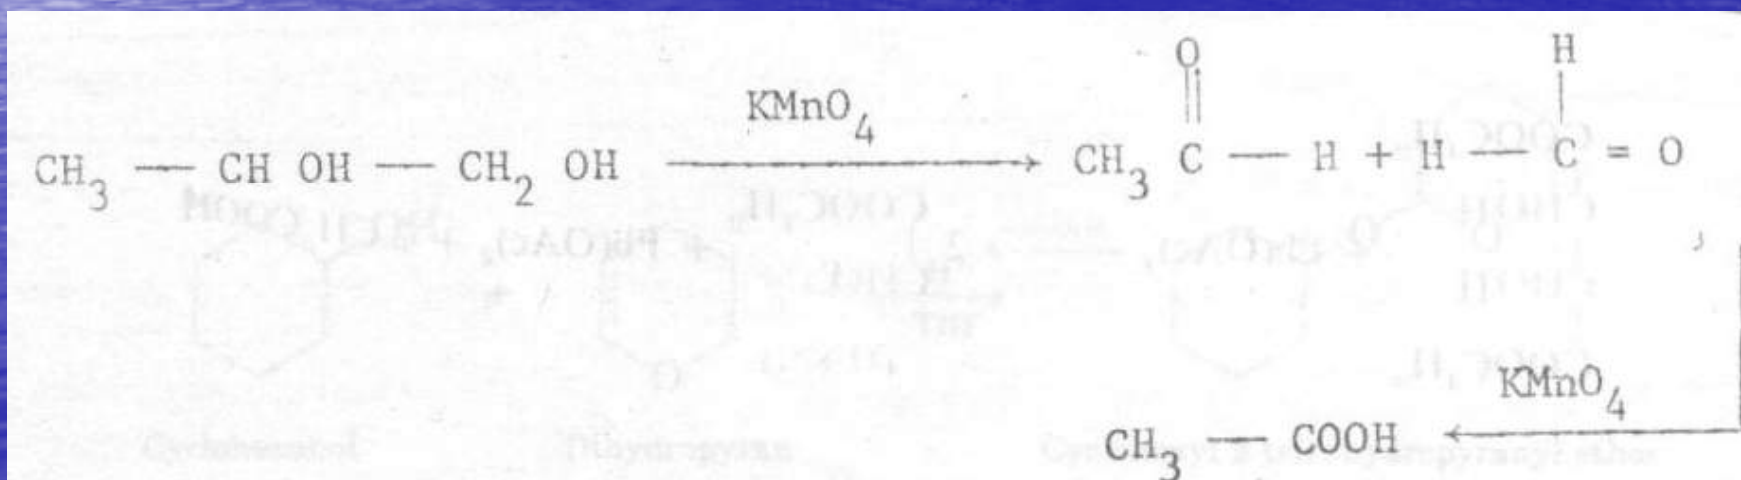 KMnO₄
CH₃ — CH OH — CH₂ OH ⟶ CH₃ C(=O) — H + H — C(H) = O
KMnO₄
CH₃ — COOH ⟵